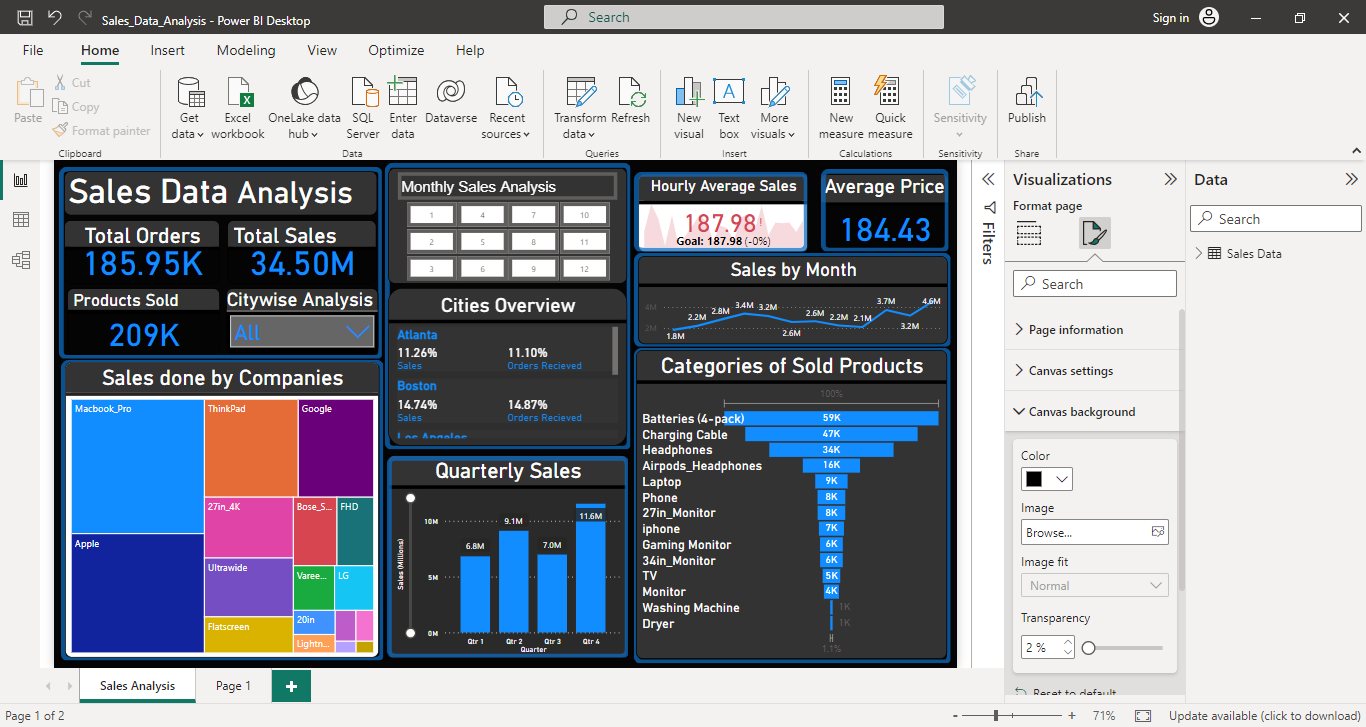 Sales_Data_Analysis - Power BI Desktop
Search
Sign in
File Home Insert Modeling View Optimize Help
Paste
Cut
Copy
Format painter
Clipboard
Get data
Excel workbook
OneLake data hub
SQL Server
Enter data
Dataverse
Recent sources
Data
Transform data
Refresh
Queries
New visual
Text box
More visuals
Insert
New measure
Quick measure
Calculations
Sensitivity
Sensitivity
Publish
Share
Sales Data Analysis
Total Orders
185.95K
Total Sales
34.50M
Products Sold
209K
Citywise Analysis
All
Sales done by Companies
Macbook_Pro
ThinkPad
Google
27in_4K
Bose_S...
FHD
Apple
Ultrawide
Varee...
LG
Flatscreen
20in
Lightn...
Monthly Sales Analysis
1 4 7 10
2 5 8 11
3 6 9 12
Cities Overview
Atlanta
11.26% 11.10%
Sales Orders Recieved
Boston
14.74% 14.87%
Sales Orders Recieved
Los Angeles
Quarterly Sales
Sales (Millions)
10M
5M
0M
6.8M
9.1M
7.0M
11.6M
Qtr 1 Qtr 2 Qtr 3 Qtr 4
Quarter
Hourly Average Sales
187.98!
Goal: 187.98 (-0%)
Average Price
184.43
Sales by Month
4M
2M
1.8M
2.2M
2.8M
3.4M
3.2M
2.6M
2.6M
2.2M
2.1M
3.7M
3.2M
4.6M
Categories of Sold Products
100%
Batteries (4-pack) 59K
Charging Cable 47K
Headphones 34K
Airpods_Headphones 16K
Laptop 9K
Phone 8K
27in_Monitor 8K
iphone 7K
Gaming Monitor 6K
34in_Monitor 6K
TV 5K
Monitor 4K
Washing Machine 1K
Dryer 1K
1.1%
Filters
Visualizations
Format page
Search
Page information
Canvas settings
Canvas background
Color
Image
Browse...
Image fit
Normal
Transparency
2 %
Reset to default
Data
Search
Sales Data
Sales Analysis
Page 1
Page 1 of 2
- + 71%
Update available (click to download)